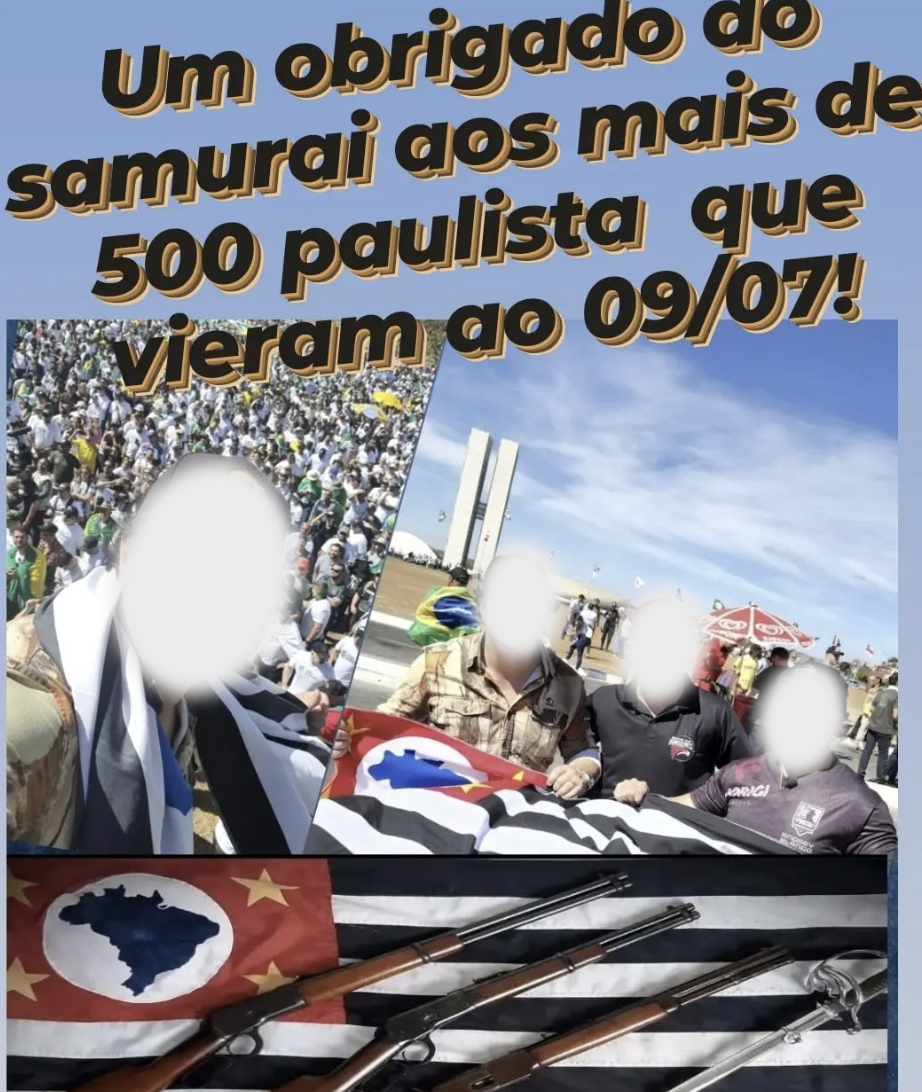 Um obrigado do
samurai aos mais de
500 paulista que
vieram ao 09/07!